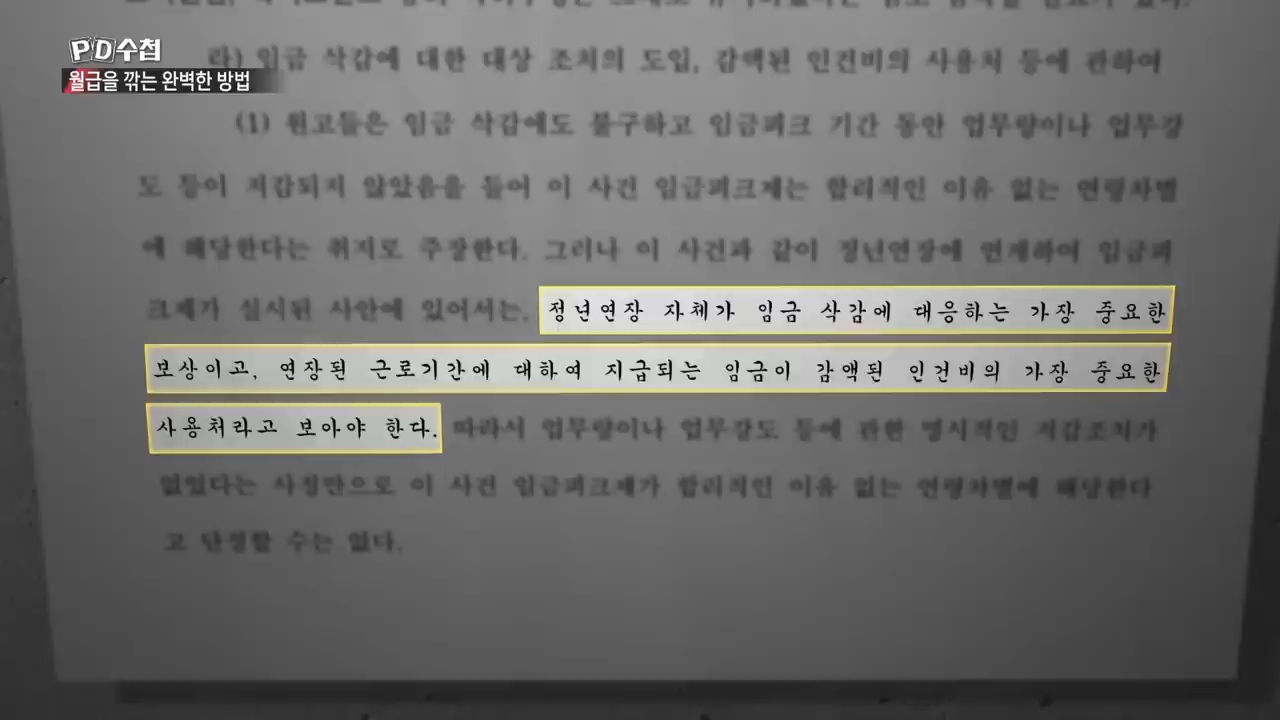 PD수첩
월급을 깎는 완벽한 방법
라) 임금 삭감에 대한 대상 조치의 도입, 감액된 인건비의 사용처 등에 관하여
(1) 원고들은 임금 삭감에도 불구하고 임금피크 기간 동안 업무량이나 업무강
도 등이 저감되지 않았음을 들어 이 사건 임금피크제는 합리적인 이유 없는 연령차별
에 해당한다는 취지로 주장한다. 그러나 이 사건과 같이 정년연장에 연계하여 임금피
크제가 실시된 사안에 있어서는, 정년연장 자체가 임금 삭감에 대응하는 가장 중요한
보상이고, 연장된 근로기간에 대하여 지급되는 임금이 감액된 인건비의 가장 중요한
사용처라고 보아야 한다. 따라서 업무량이나 업무강도 등에 관한 명시적인 저감조치가
없었다는 사정만으로 이 사건 임금피크제가 합리적인 이유 없는 연령차별에 해당한다
고 단정할 수는 없다.